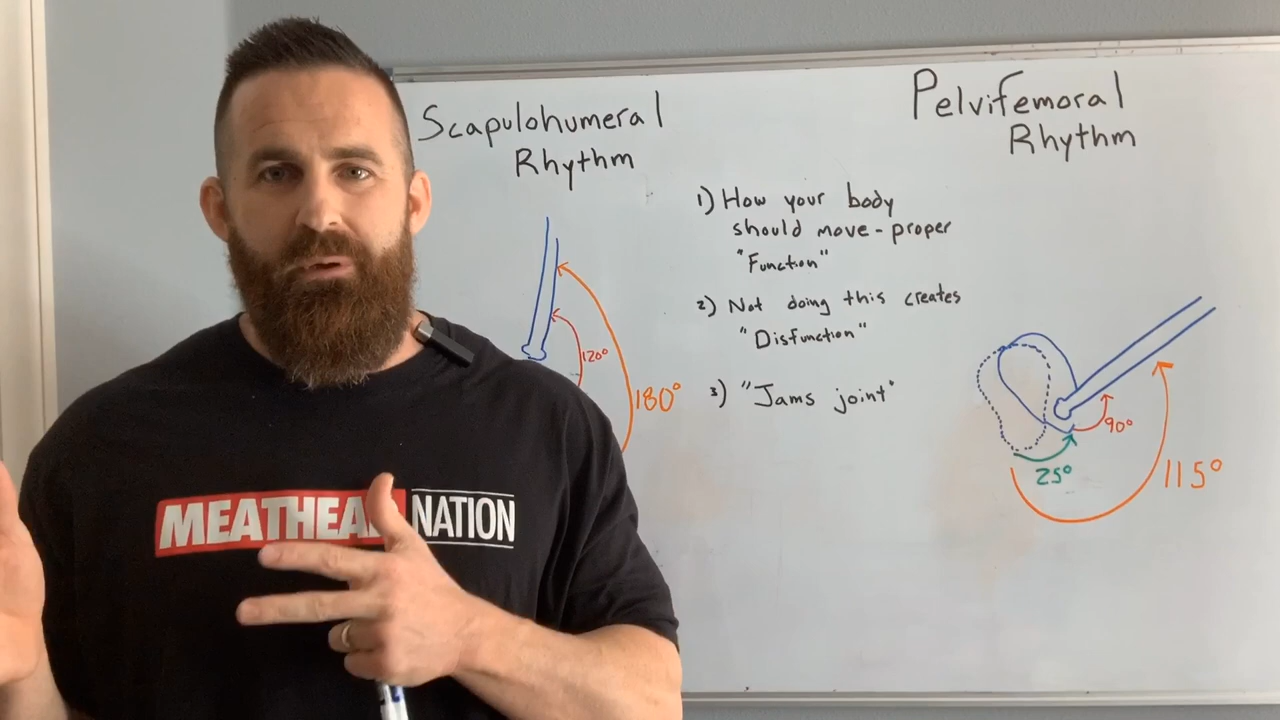 Scapulohumeral
Rhythm
120°
180°
1) How your body
should move - proper
"Function"
2) Not doing this creates
"Disfunction"
3) "Jams joint"
Pelvifemoral
Rhythm
90°
25°
115°
MEATHEAD NATION